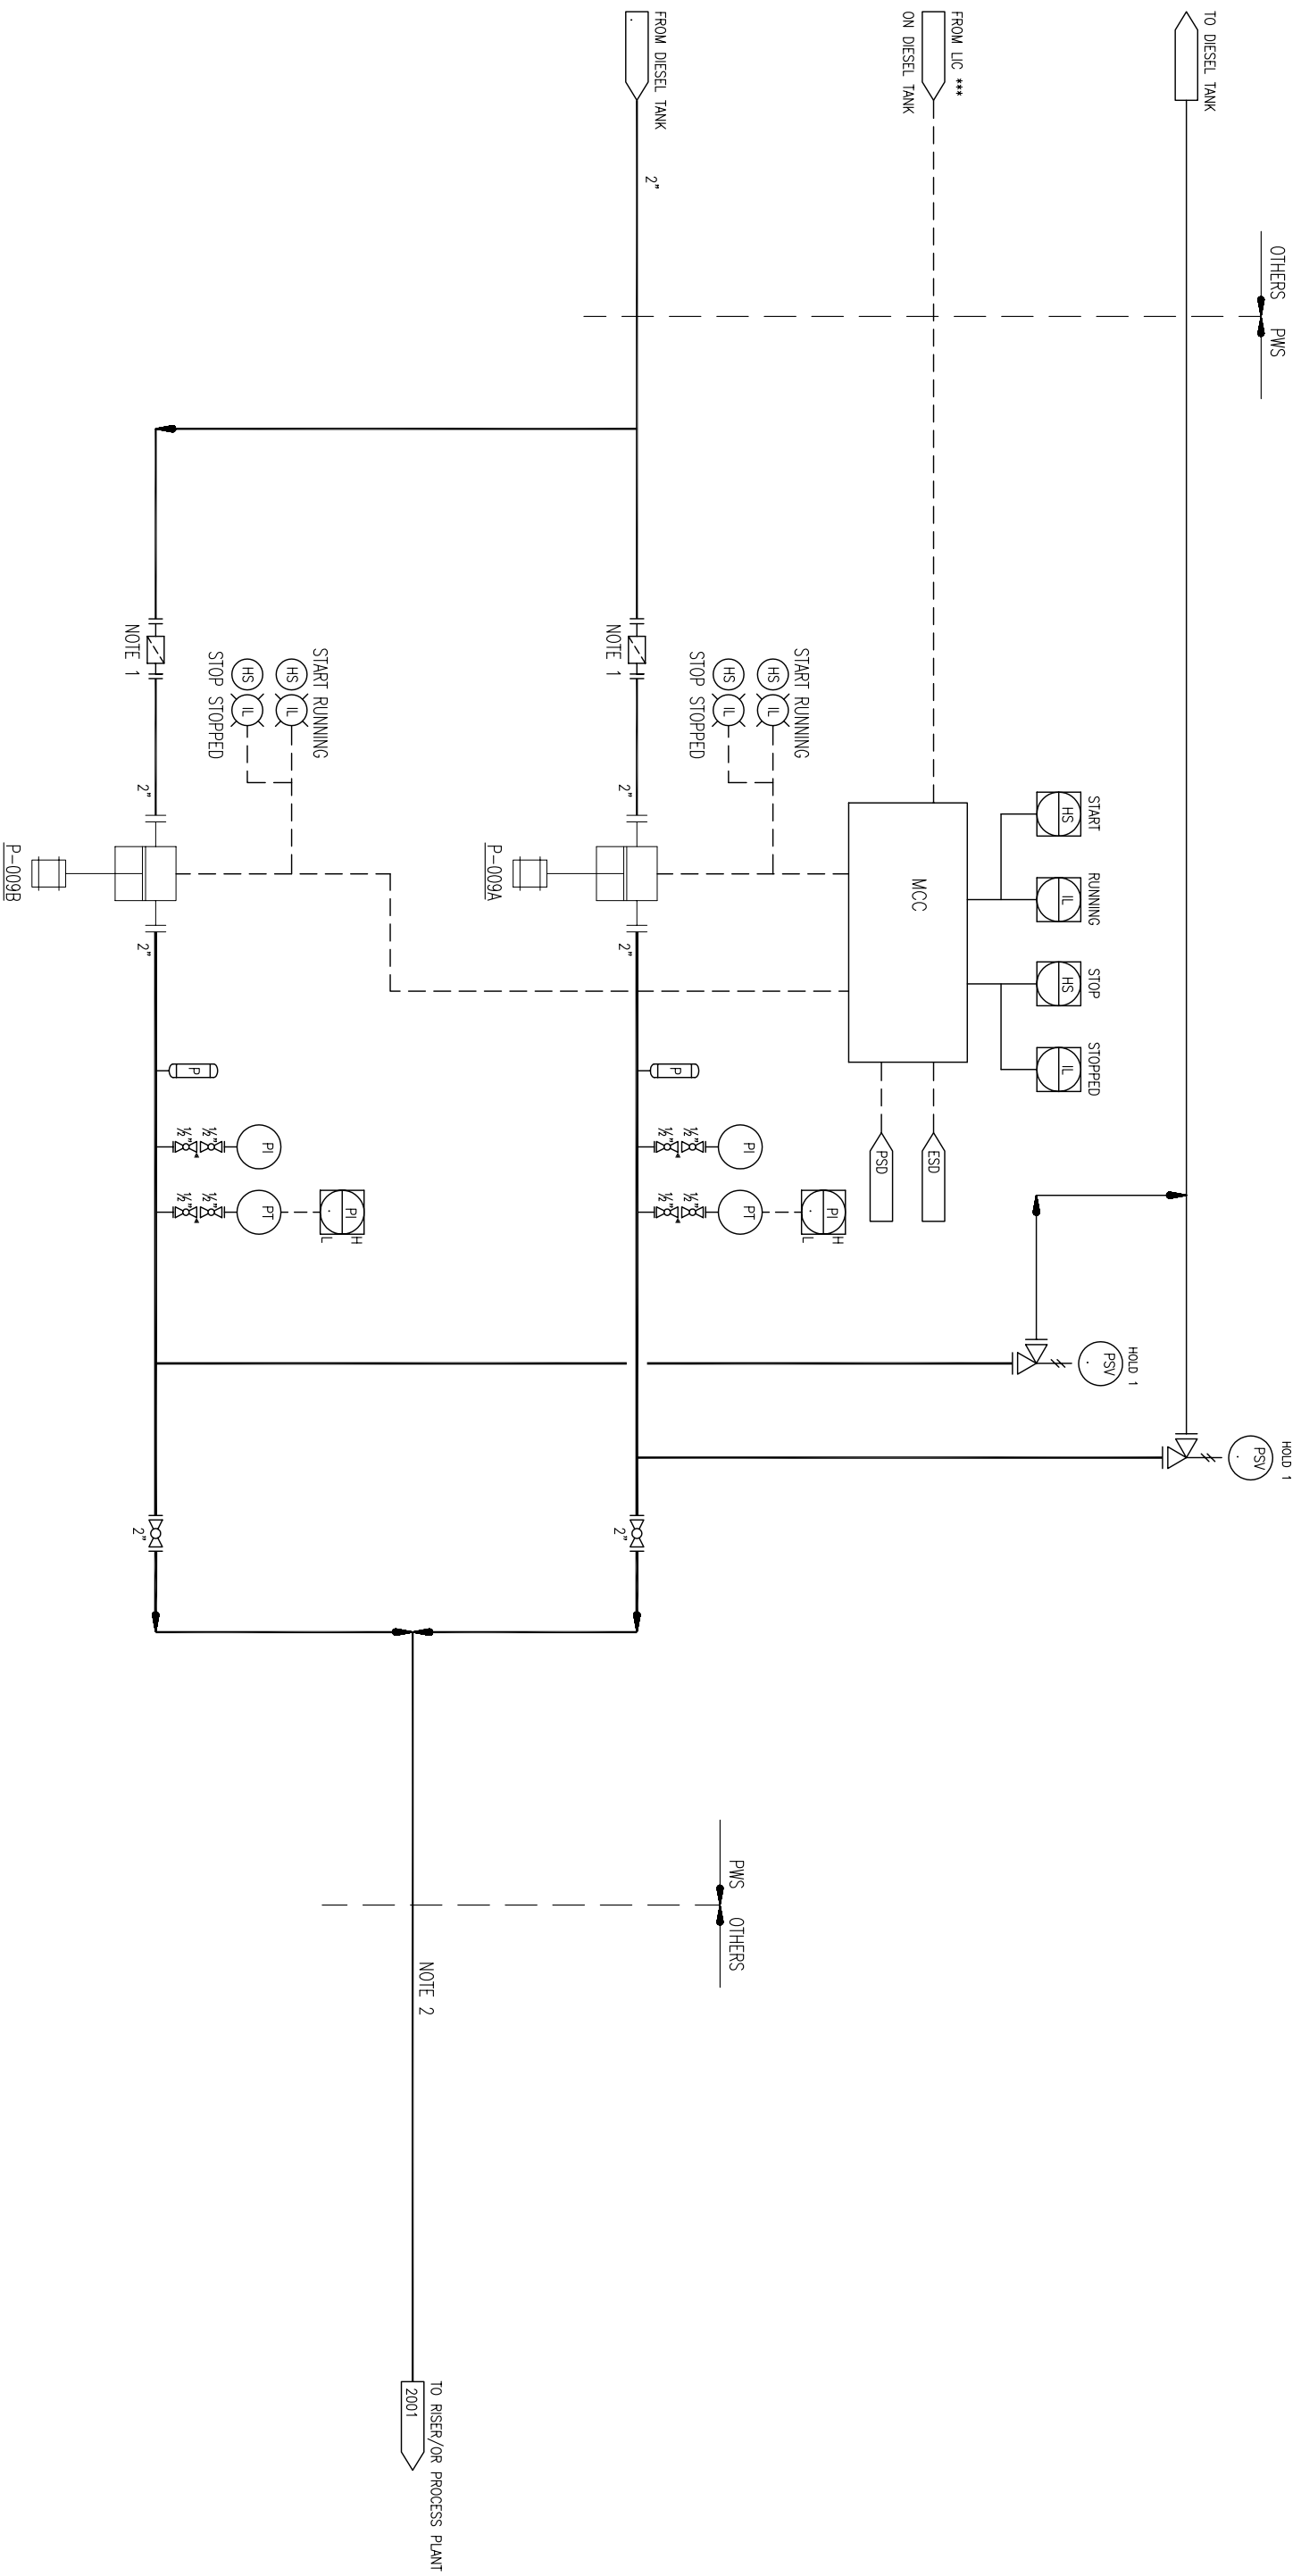 TO DIESEL TANK
OTHERS PWS
HOLD 1
PSV
HOLD 1
PSV
FROM LIC ***
ON DIESEL TANK
START
HS
RUNNING
IL
STOP
HS
STOPPED
IL
MCC
ESD
PSD
START RUNNING
HS IL
HS IL
STOP STOPPED
PI
H
L
PI
PT
½" ½"
½" ½"
P
FROM DIESEL TANK
2"
NOTE 1
2"
2"
2"
P-009A
PWS OTHERS
NOTE 2
TO RISER/OR PROCESS PLANT
2001
START RUNNING
HS IL
HS IL
STOP STOPPED
PI
H
L
PI
PT
½" ½"
½" ½"
P
NOTE 1
2"
2"
2"
P-009B